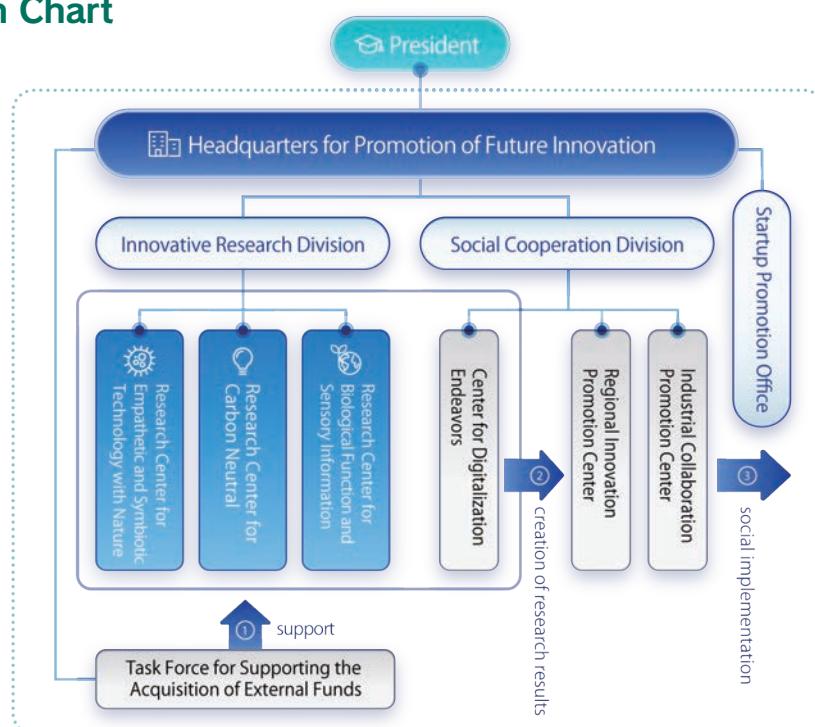 n Chart
President
Headquarters for Promotion of Future Innovation
Innovative Research Division
Social Cooperation Division
Startup Promotion Office
Research Center for
Empathetic and Symbiotic
Technology with Nature
Research Center for
Carbon Neutral
Research Center for
Biological Function and
Sensory Information
Center for Digitalization
Endeavors
Regional Innovation
Promotion Center
Industrial Collaboration
Promotion Center
②
creation of research results
③
social implementation
①
support
Task Force for Supporting the
Acquisition of External Funds